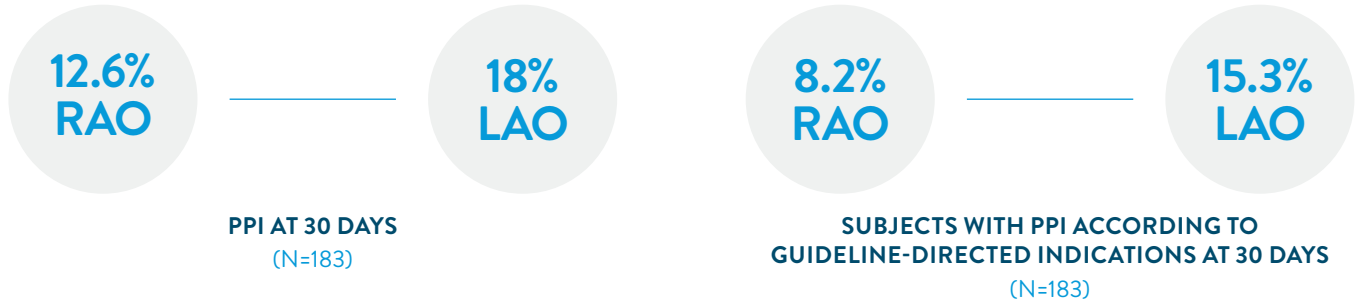 12.6%
RAO
18%
LAO
PPI AT 30 DAYS
(N=183)
8.2%
RAO
15.3%
LAO
SUBJECTS WITH PPI ACCORDING TO
GUIDELINE-DIRECTED INDICATIONS AT 30 DAYS
(N=183)